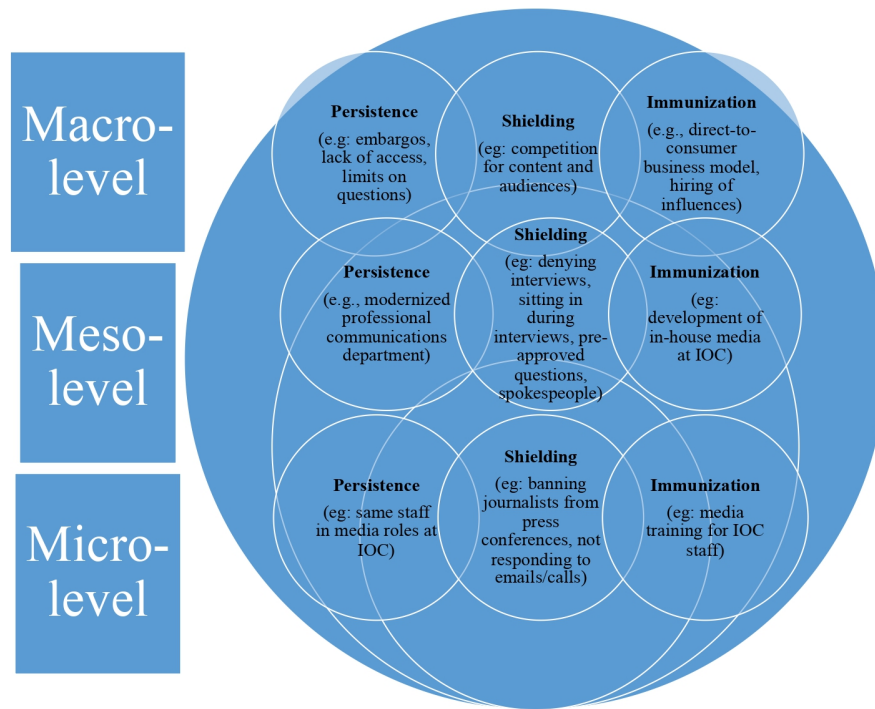 Macro-
level
Persistence
(e.g: embargos,
lack of access,
limits on
questions)
Shielding
(eg: competition
for content and
audiences)
Immunization
(e.g., direct-to-
consumer
business model,
hiring of
influences)
Meso-
level
Persistence
(e.g., modernized
professional
communications
department)
Shielding
(eg: denying
interviews,
sitting in
during
interviews, pre-
approved
questions,
spokespeople)
Immunization
(eg:
development of
in-house media
at IOC)
Micro-
level
Persistence
(eg: same staff
in media roles at
IOC)
Shielding
(eg: banning
journalists from
press
conferences, not
responding to
emails/calls)
Immunization
(eg: media
training for IOC
staff)